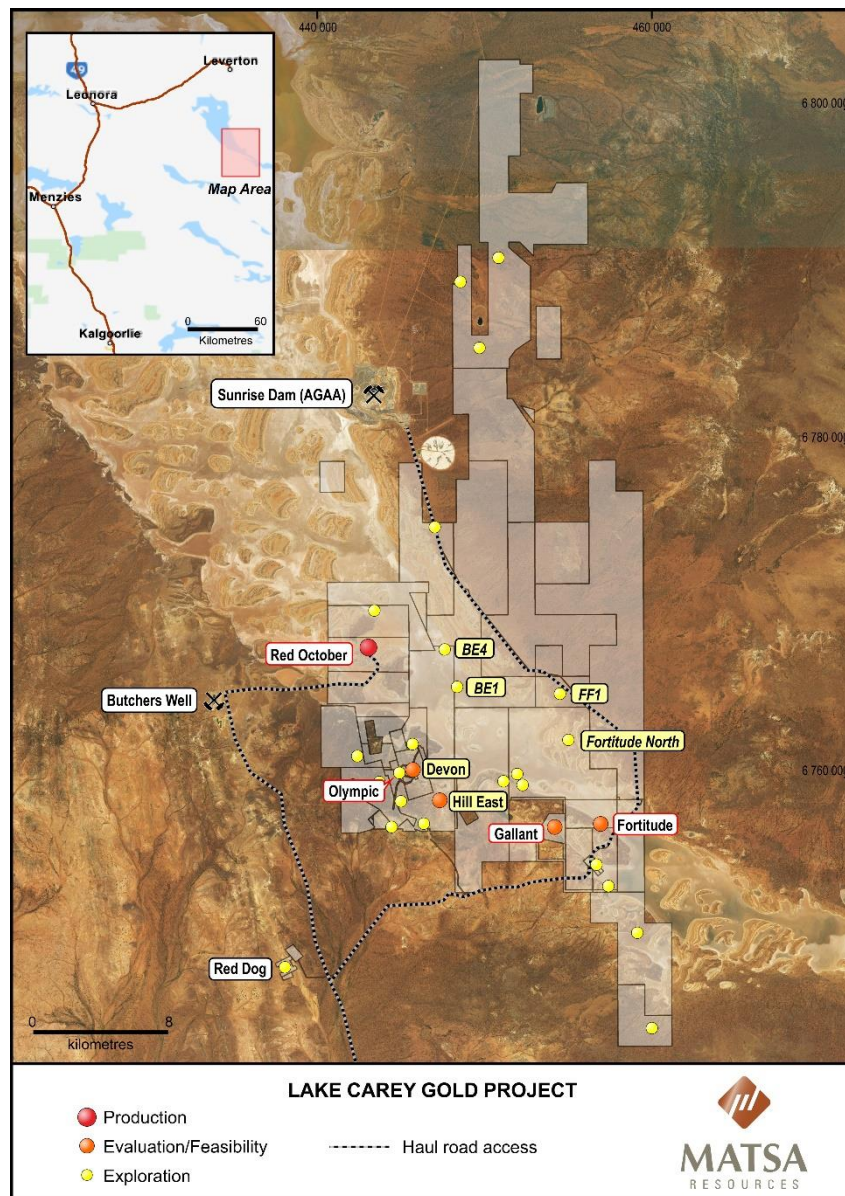 440 000
460 000
6 800 000
6 780 000
6 760 000
49
Leverton
Leonora
Map Area
Menzies
Kalgoorlie
0 60
Kilometres
Sunrise Dam (AGAA)
Red October
BE4
Butchers Well
BE1
FF1
Fortitude North
Devon
Olympic
Hill East
Gallant
Fortitude
Red Dog
0 8
kilometres
LAKE CAREY GOLD PROJECT
Production
Evaluation/Feasibility
Haul road access
Exploration
MATSA
RESOURCES